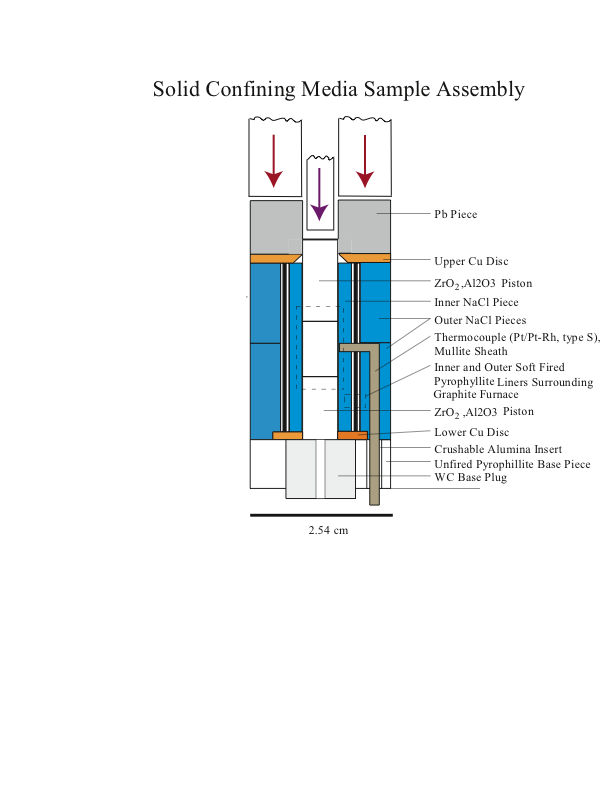 Solid Confining Media Sample Assembly
Pb Piece
Upper Cu Disc
ZrO2,Al2O3 Piston
Inner NaCl Piece
Outer NaCl Pieces
Thermocouple (Pt/Pt-Rh, type S),
Mullite Sheath
Inner and Outer Soft Fired
Pyrophyllite Liners Surrounding
Graphite Furnace
ZrO2,Al2O3 Piston
Lower Cu Disc
Crushable Alumina Insert
Unfired Pyrophillite Base Piece
WC Base Plug
2.54 cm